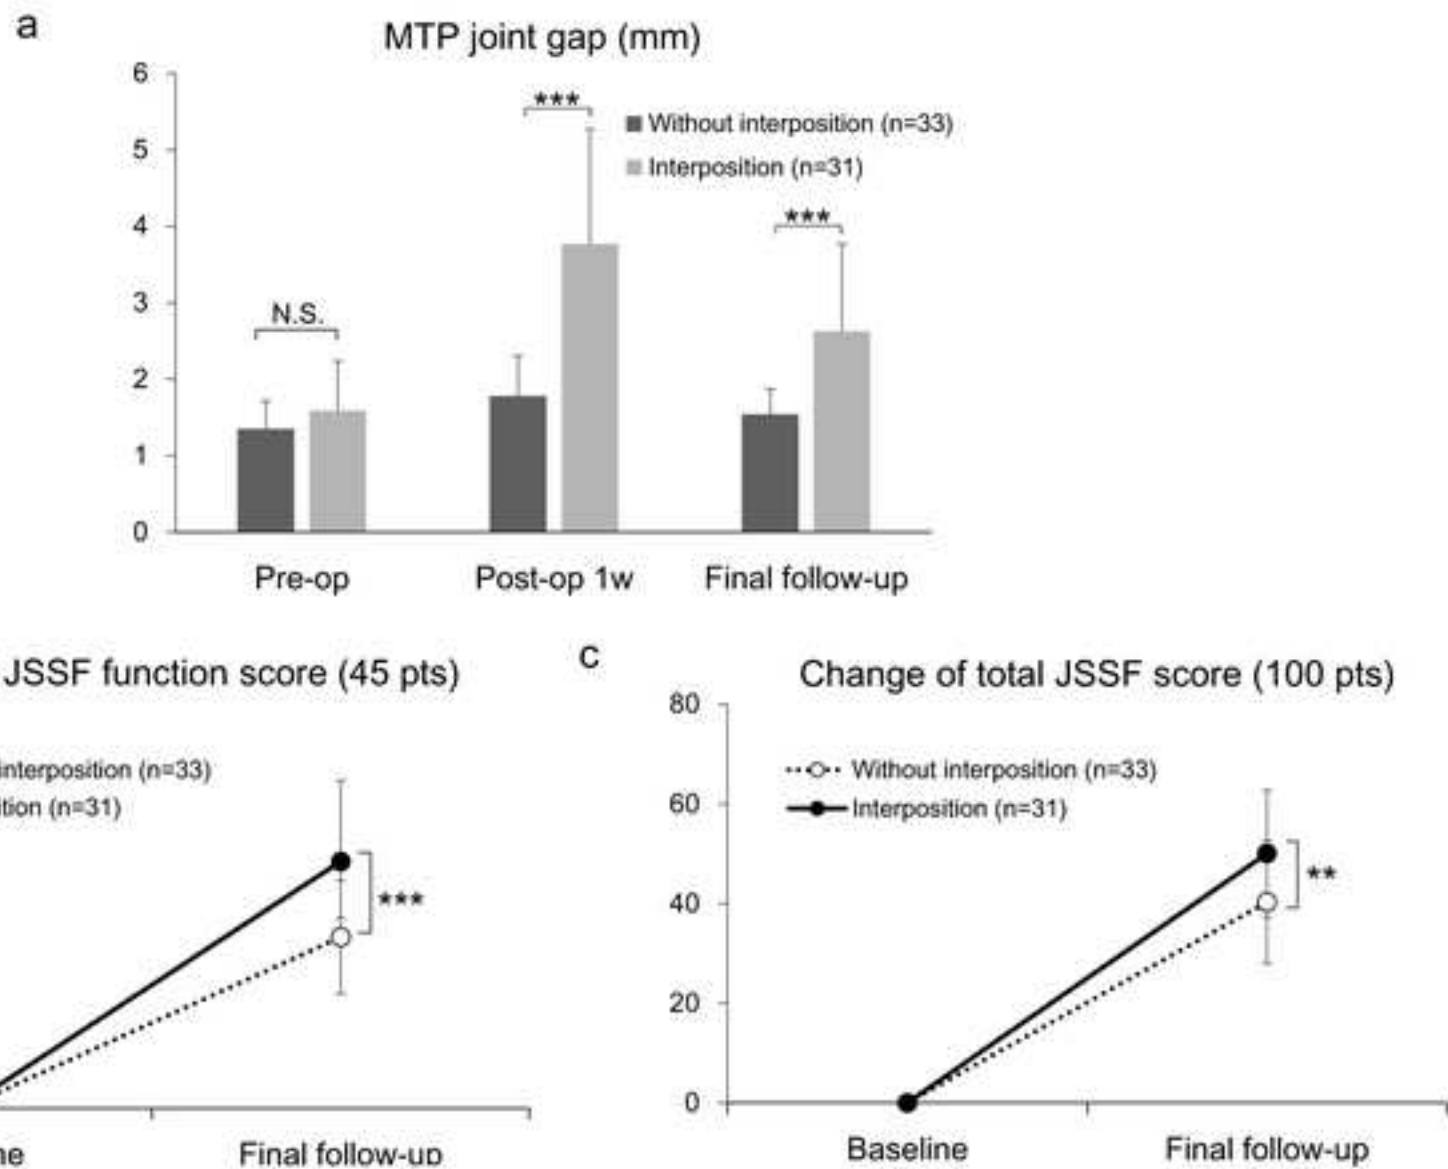 a
MTP joint gap (mm)
6
5
4
3
2
1
0
***
Without interposition (n=33)
Interposition (n=31)
***
N.S.
Pre-op Post-op 1w Final follow-up
JSSF function score (45 pts)
interposition (n=33)
ition (n=31)
***
ne Final follow-up
c
Change of total JSSF score (100 pts)
80
60
40
20
0
Without interposition (n=33)
Interposition (n=31)
**
Baseline Final follow-up